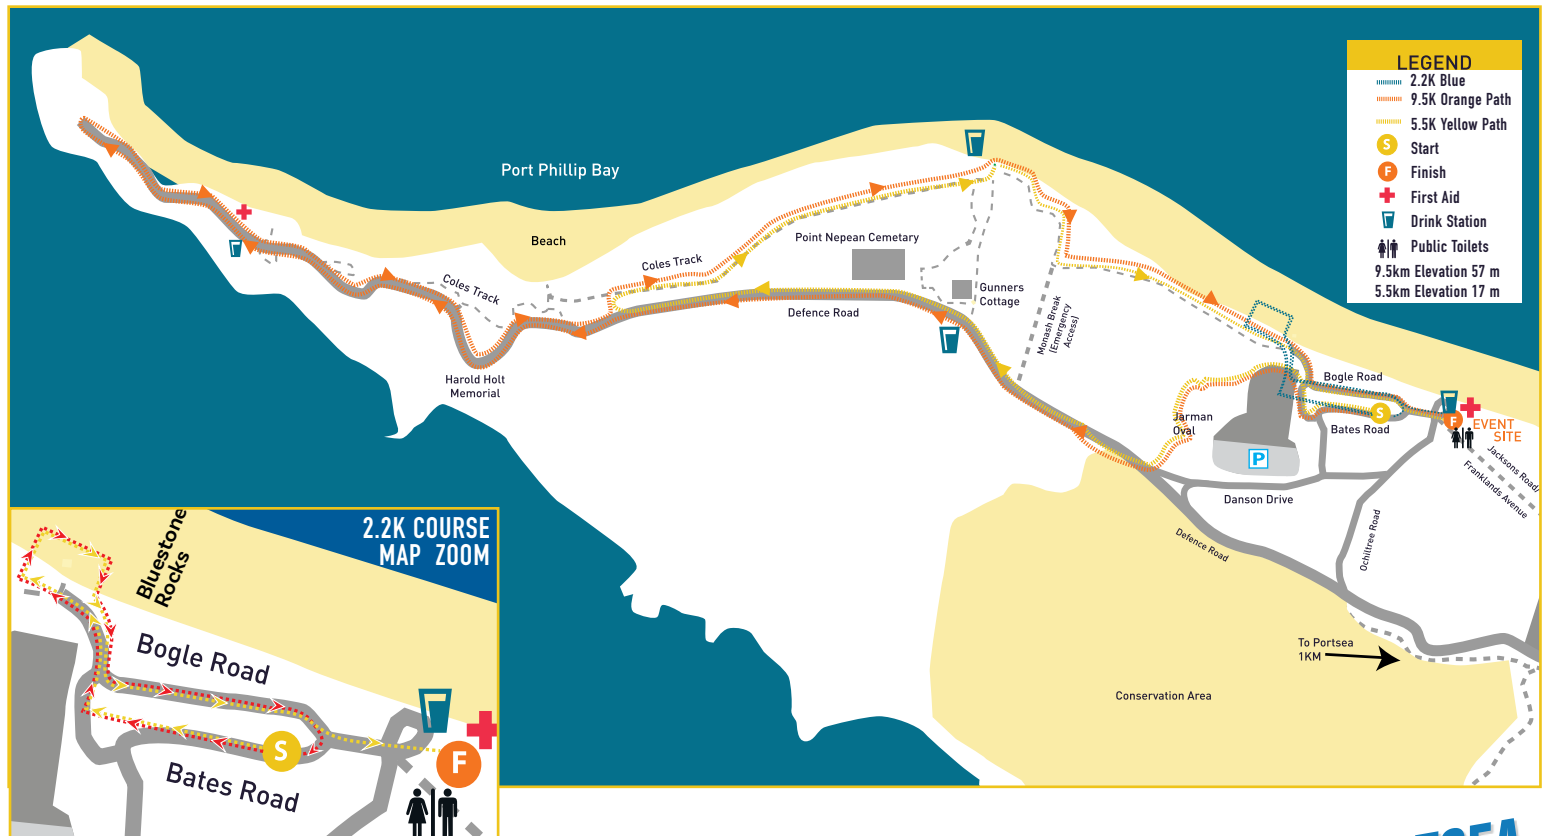 LEGEND
2.2K Blue
9.5K Orange Path
5.5K Yellow Path
S
Start
F
Finish
First Aid
Drink Station
Public Toilets
9.5km Elevation 57 m
5.5km Elevation 17 m
Port Phillip Bay
Beach
Coles Track
Coles Track
Point Nepean Cemetary
Gunners
Cottage
Defence Road
Monash Break
(Emergency
Access)
Harold Holt
Memorial
Bogle Road
S
Bates Road
F
EVENT
SITE
Jarman
Oval
P
Jacksons Road/
Franklands Avenue
Danson Drive
Ochiltree Road
Defence Road
To Portsea
1KM
Conservation Area
2.2K COURSE
MAP ZOOM
Bluestone
Rocks
Bogle Road
S
F
Bates Road